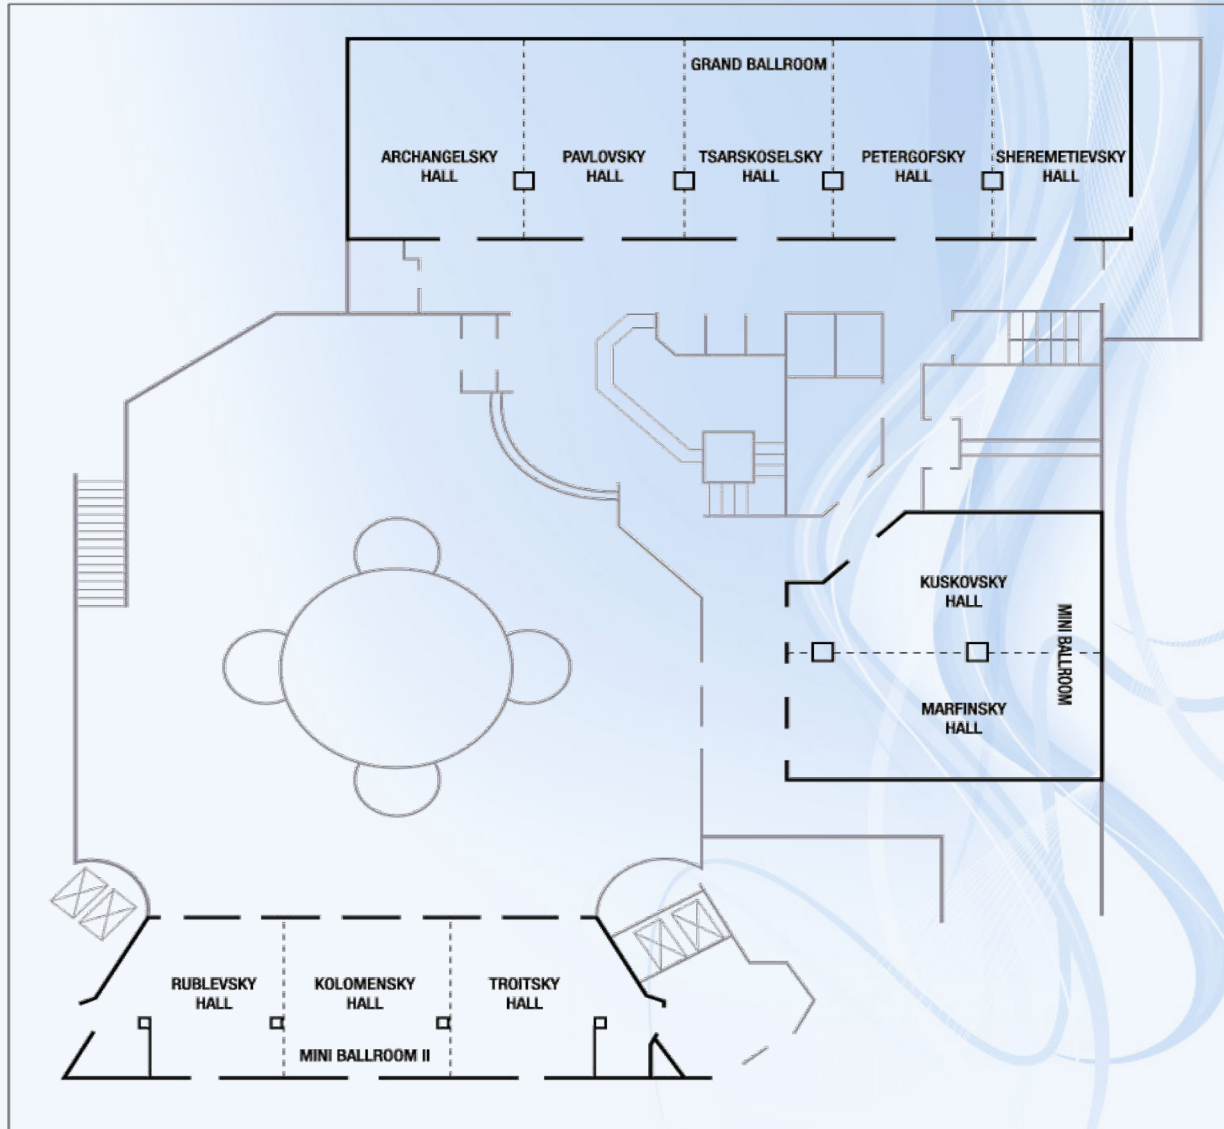 GRAND BALLROOM
ARCHANGELSKY
HALL
PAVLOVSKY
HALL
TSARSKOSELSKY
HALL
PETERGOFSKY
HALL
SHEREMETIEVSKY
HALL
KUSKOVSKY
HALL
MINI BALLROOM
MARFINSKY
HALL
RUBLEVSKY
HALL
KOLOMENSKY
HALL
TROITSKY
HALL
MINI BALLROOM II